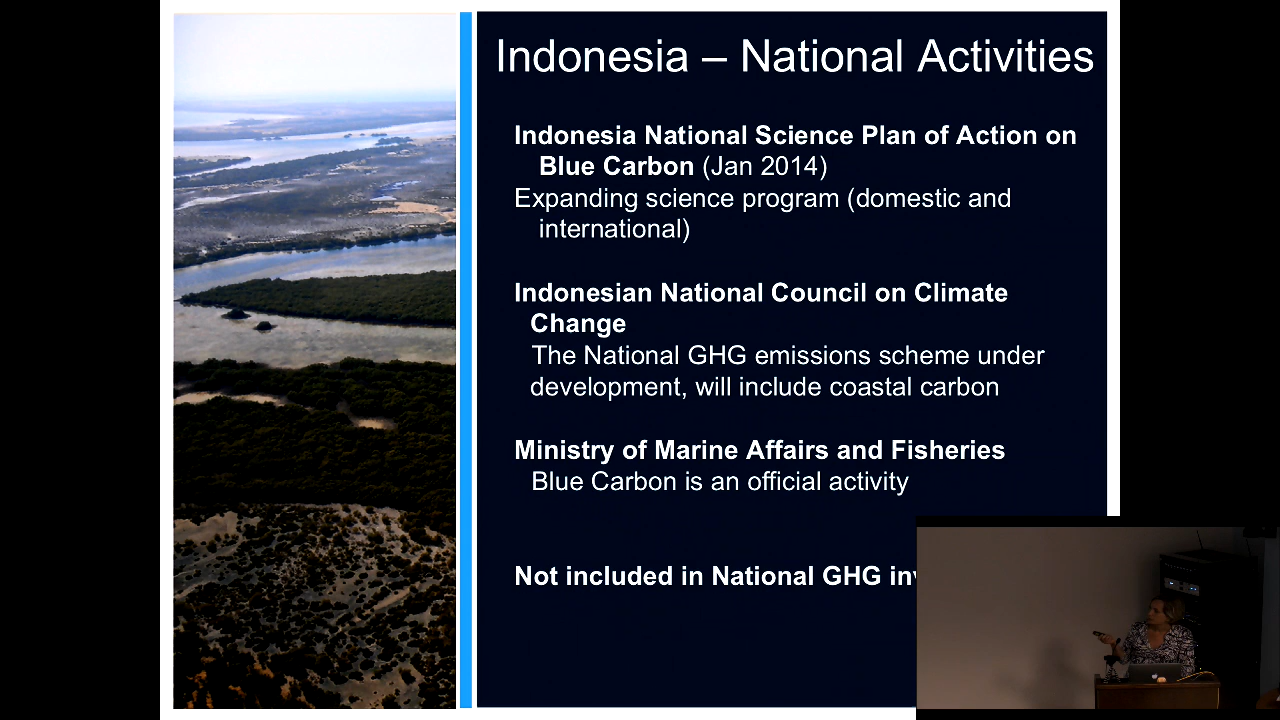 Indonesia – National Activities
Indonesia National Science Plan of Action on
Blue Carbon (Jan 2014)
Expanding science program (domestic and
international)
Indonesian National Council on Climate
Change
The National GHG emissions scheme under
development, will include coastal carbon
Ministry of Marine Affairs and Fisheries
Blue Carbon is an official activity
Not included in National GHG